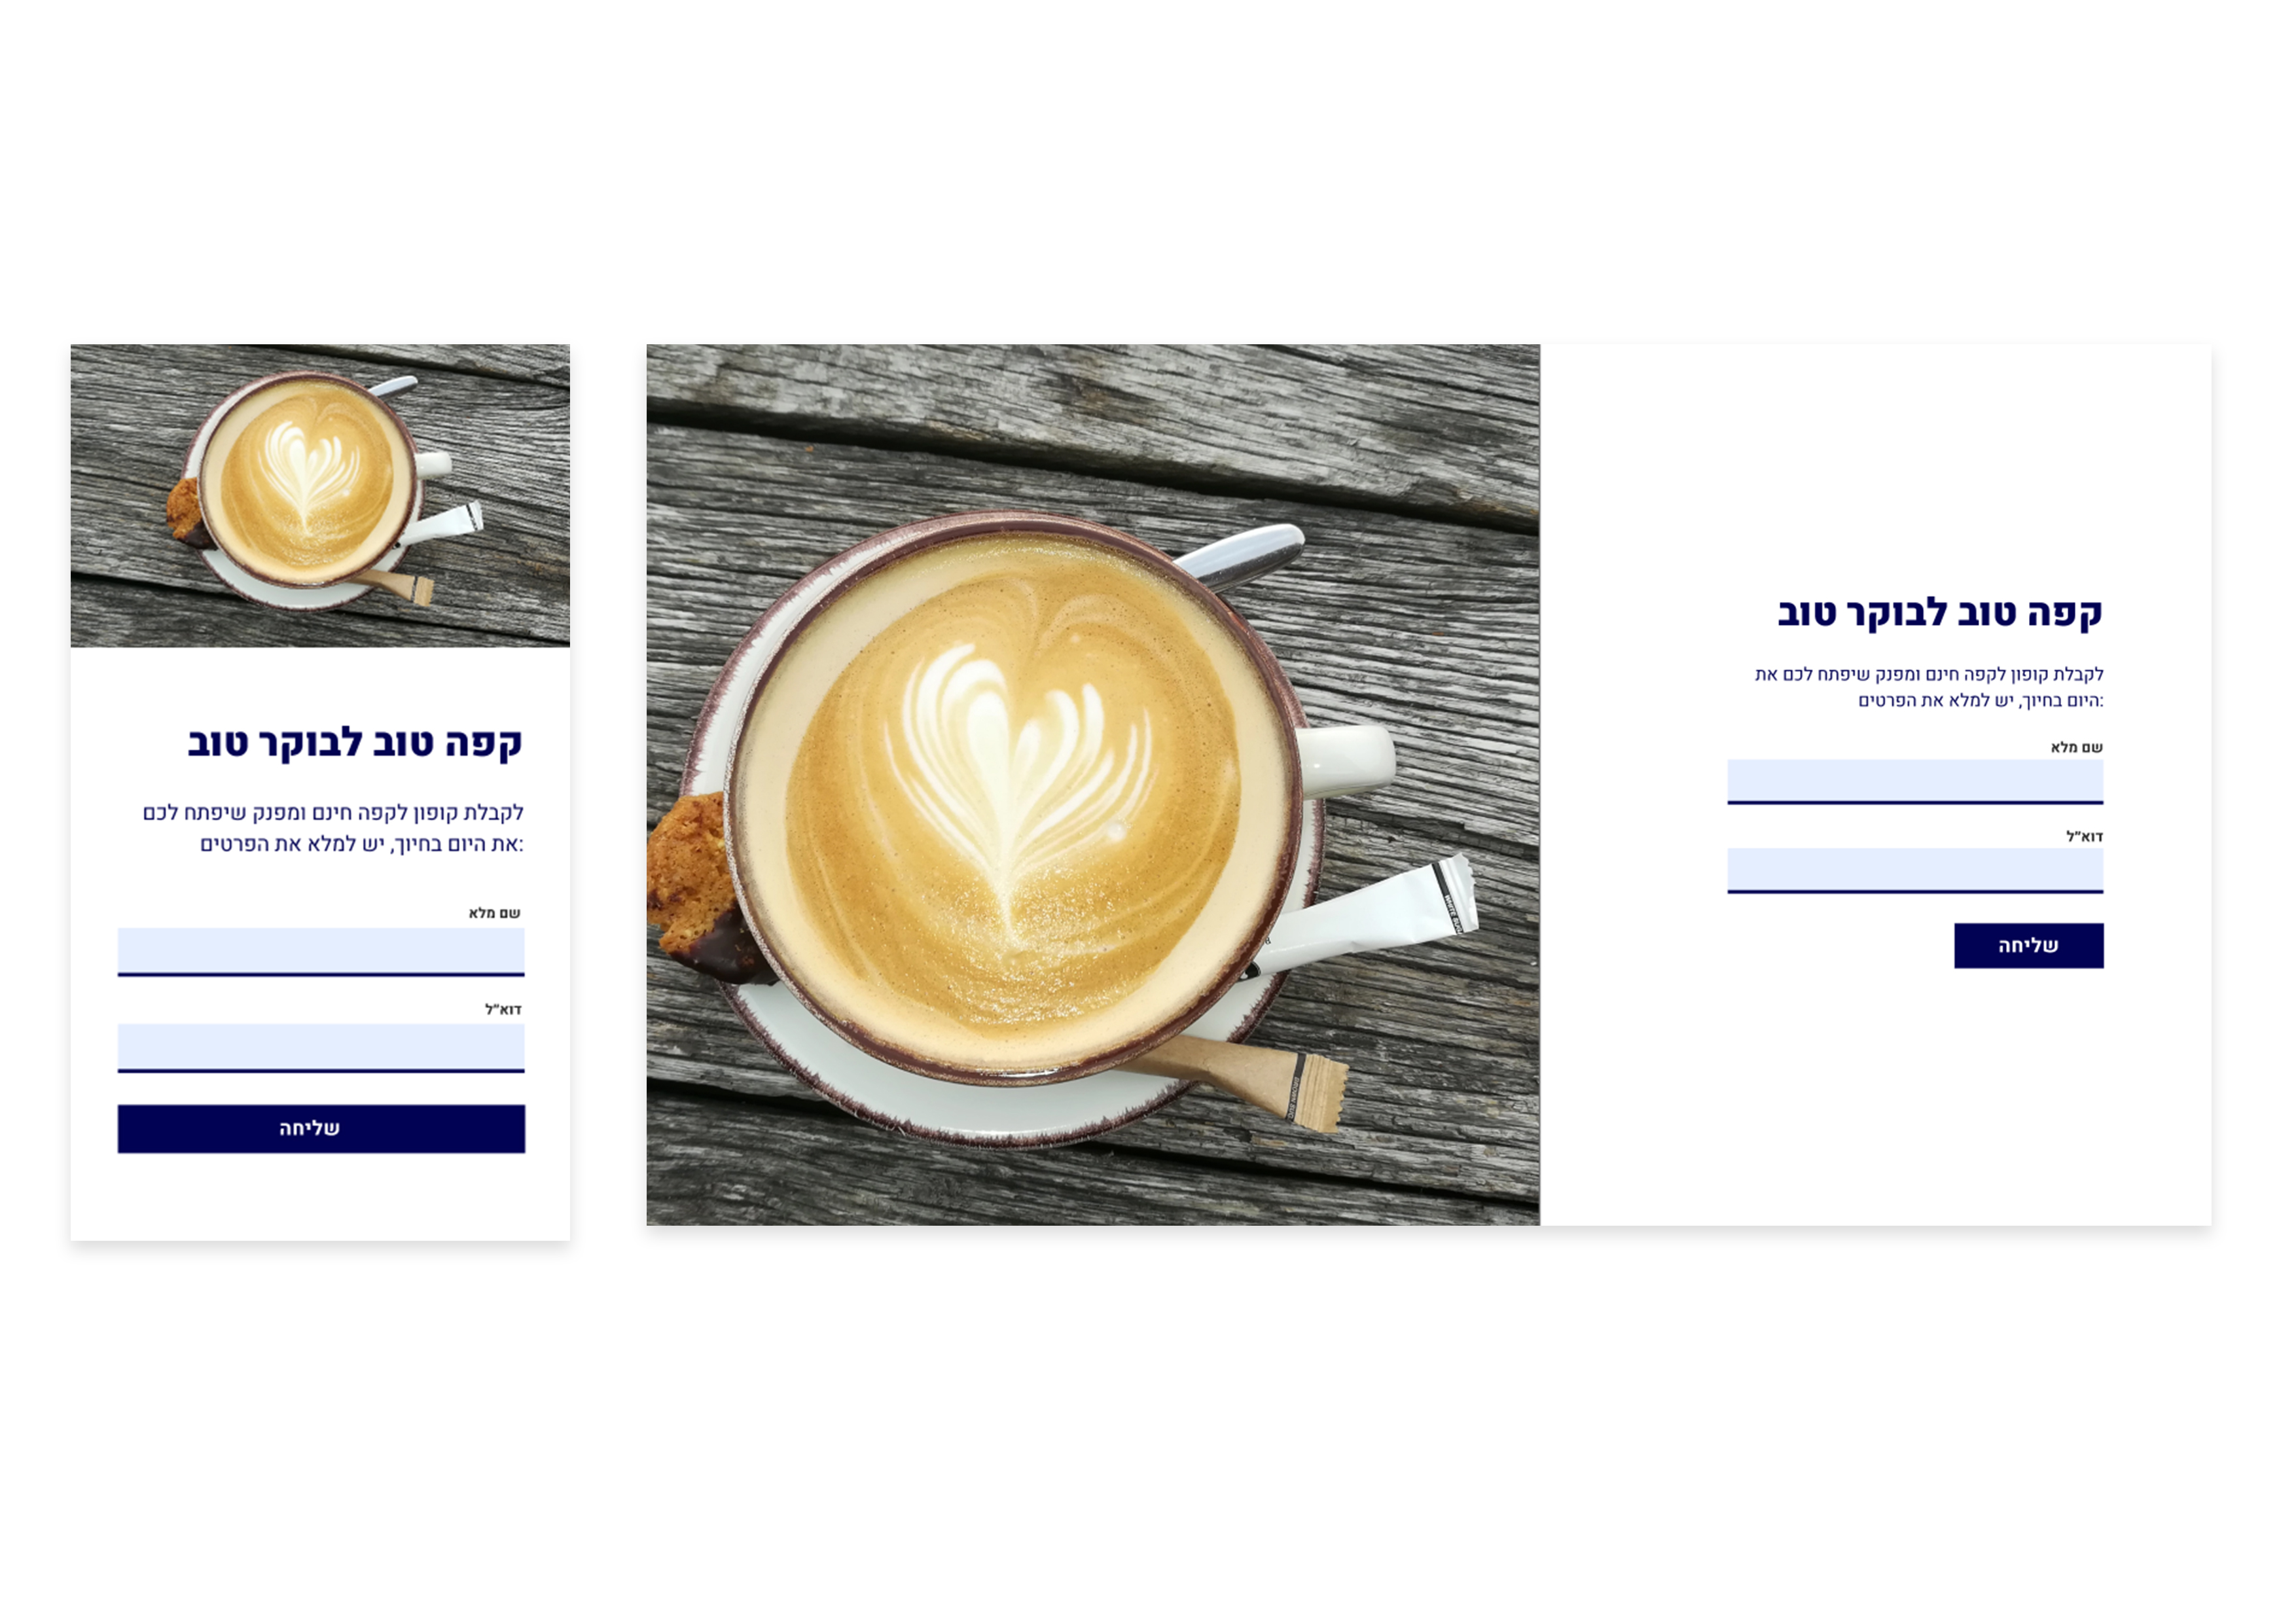 קפה טוב לבוקר טוב
לקבלת קופון לקפה חינם ומפנק שיפתח לכם
את היום בחיוך, יש למלא את הפרטים:
שם מלא
דוא״ל
שליחה
קפה טוב לבוקר טוב
לקבלת קופון לקפה חינם ומפנק שיפתח לכם את
היום בחיוך, יש למלא את הפרטים:
שם מלא
דוא״ל
שליחה